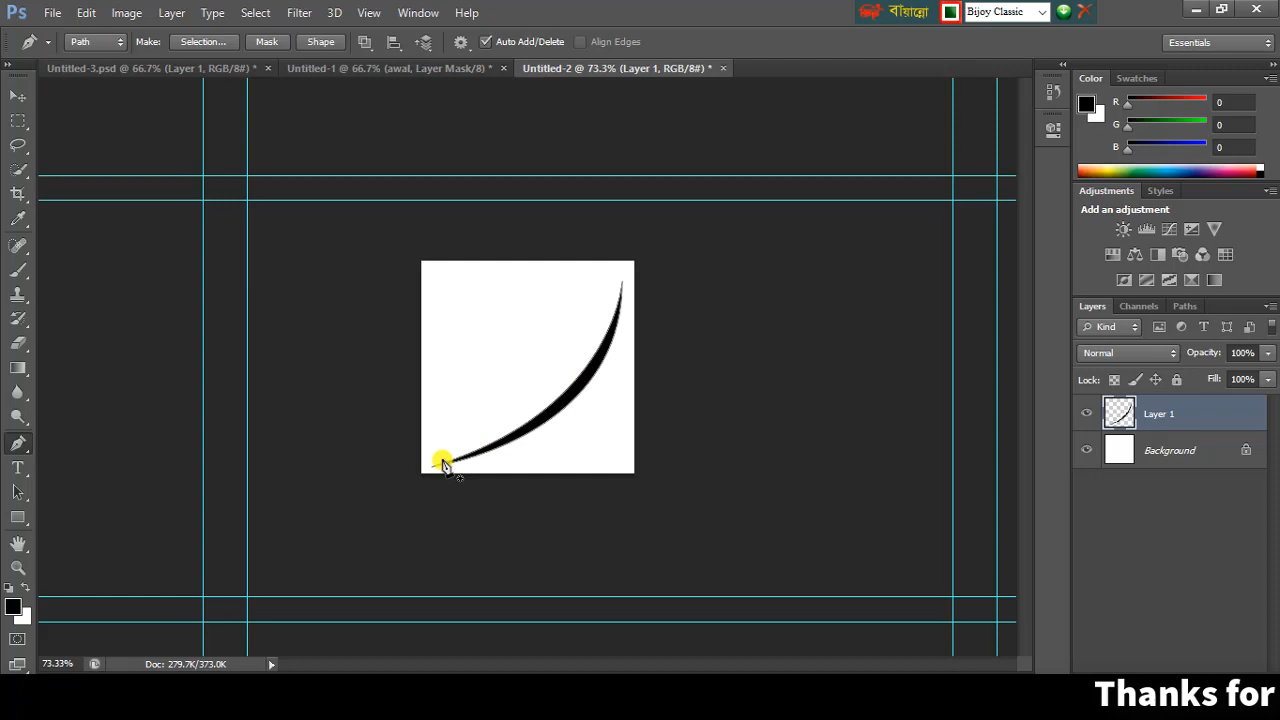 Ps File Edit Image Layer Type Select Filter 3D View Window Help
বাঁয়ান্নো Bijoy Classic
Path Make: Selection... Mask Shape Auto Add/Delete Align Edges Essentials
Untitled-3.psd @ 66.7% (Layer 1, RGB/8#) * × Untitled-1 @ 66.7% (awal, Layer Mask/8) * × Untitled-2 @ 73.3% (Layer 1, RGB/8#) * ×
Color Swatches
R 0
G 0
B 0
Adjustments Styles
Add an adjustment
Layers Channels Paths
Kind
Normal Opacity: 100%
Lock: Fill: 100%
Layer 1
Background
73.33% Doc: 279.7K/373.0K
Thanks for